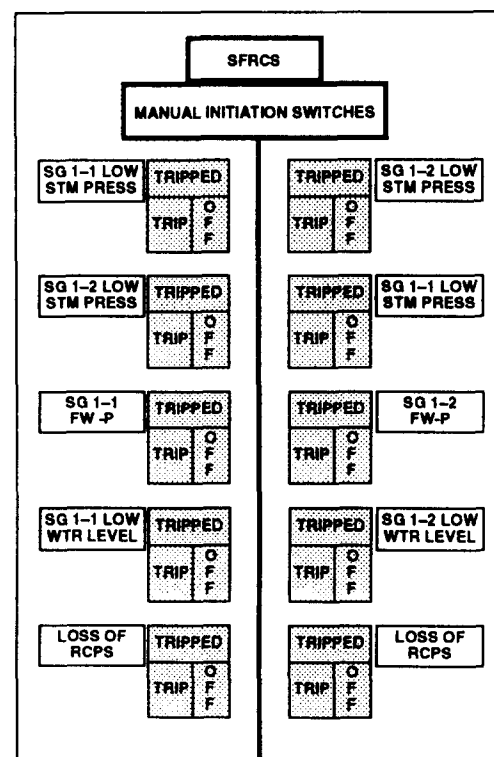 SFRCS
MANUAL INITIATION SWITCHES
SG 1-1 LOW
STM PRESS
TRIPPED
TRIP
O
F
F
TRIPPED
TRIP
O
F
F
SG 1-2 LOW
STM PRESS
SG 1-2 LOW
STM PRESS
TRIPPED
TRIP
O
F
F
TRIPPED
TRIP
O
F
F
SG 1-1 LOW
STM PRESS
SG 1-1
FW -P
TRIPPED
TRIP
O
F
F
TRIPPED
TRIP
O
F
F
SG 1-2
FW-P
SG 1-1 LOW
WTR LEVEL
TRIPPED
TRIP
O
F
F
TRIPPED
TRIP
O
F
F
SG 1-2 LOW
WTR LEVEL
LOSS OF
RCPS
TRIPPED
TRIP
O
F
F
TRIPPED
TRIP
O
F
F
LOSS OF
RCPS